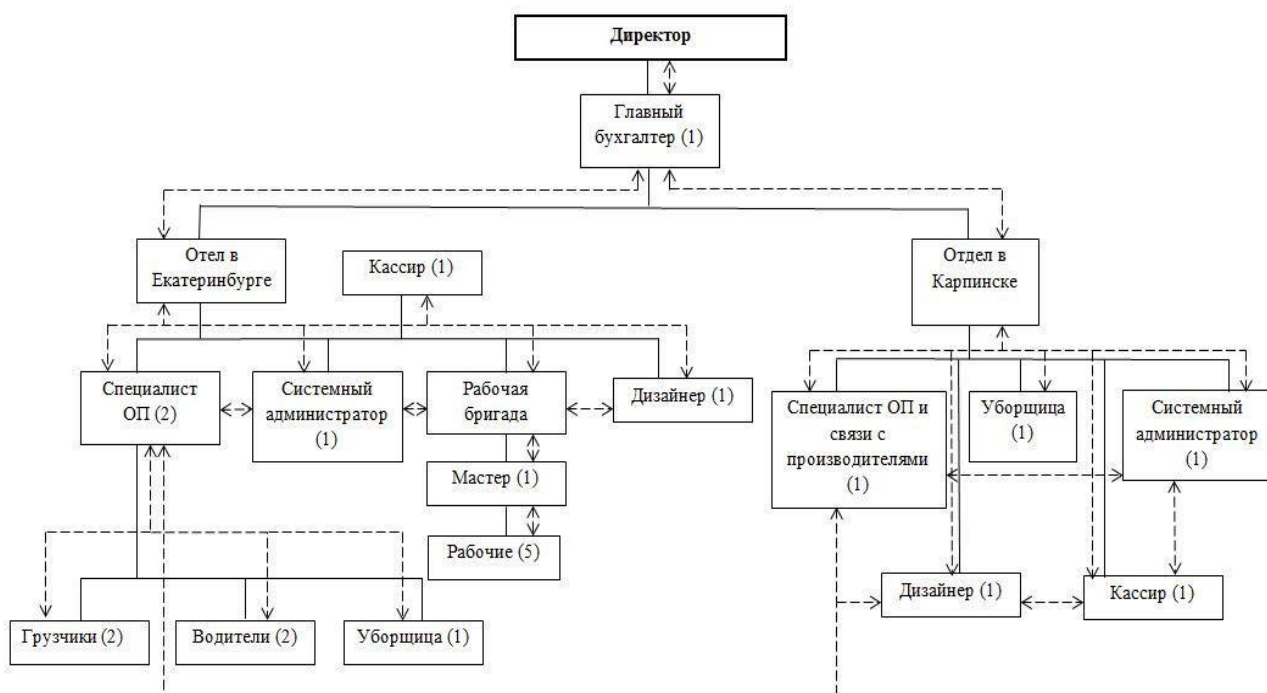 Директор
Главный
бухгалтер (1)
Отел в
Екатеринбурге
Кассир (1)
Отдел в
Карпинске
Специалист
ОП (2)
Системный
администратор
(1)
Рабочая
бригада
Дизайнер (1)
Специалист ОП и
связи с
производителями
(1)
Уборщица
(1)
Системный
администратор
(1)
Мастер (1)
Рабочие (5)
Дизайнер (1)
Кассир (1)
Грузчики (2)
Водители (2)
Уборщица (1)